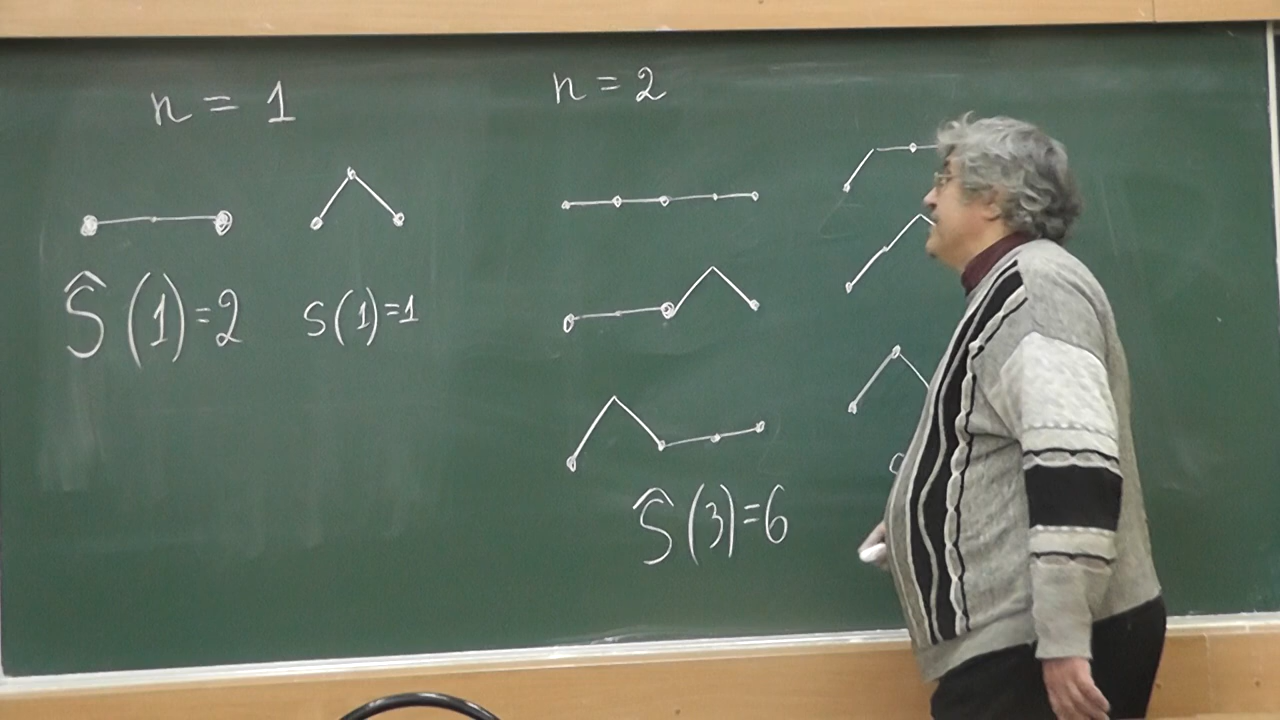 n = 1
n = 2
Ŝ(1)=2
s(1)=1
Ŝ(3)=6